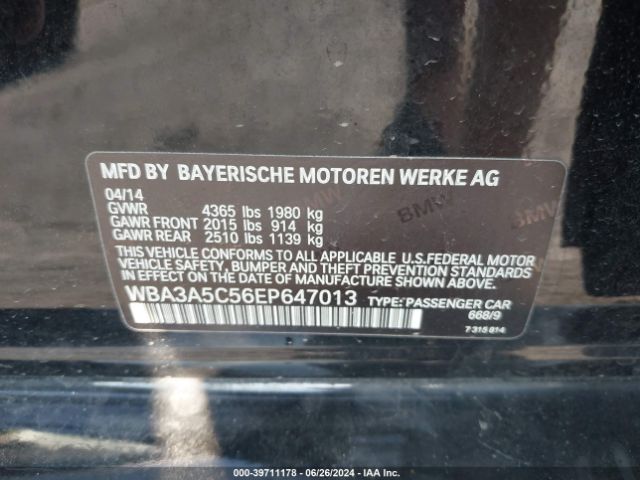 MFD BY BAYERISCHE MOTOREN WERKE AG
04/14
GVWR 4365 lbs 1980 kg
GAWR FRONT 2015 lbs 914 kg
GAWR REAR 2510 lbs 1139 kg
THIS VEHICLE CONFORMS TO ALL APPLICABLE U.S.FEDERAL MOTOR
VEHICLE SAFETY, BUMPER AND THEFT PREVENTION STANDARDS
IN EFFECT ON THE DATE OF MANUFACTURE SHOWN ABOVE.
WBA3A5C56EP647013 TYPE: PASSENGER CAR
668/9
7 315 814
BMW
BMW
000-39711178 | 06/26/2024 | IAA Inc.